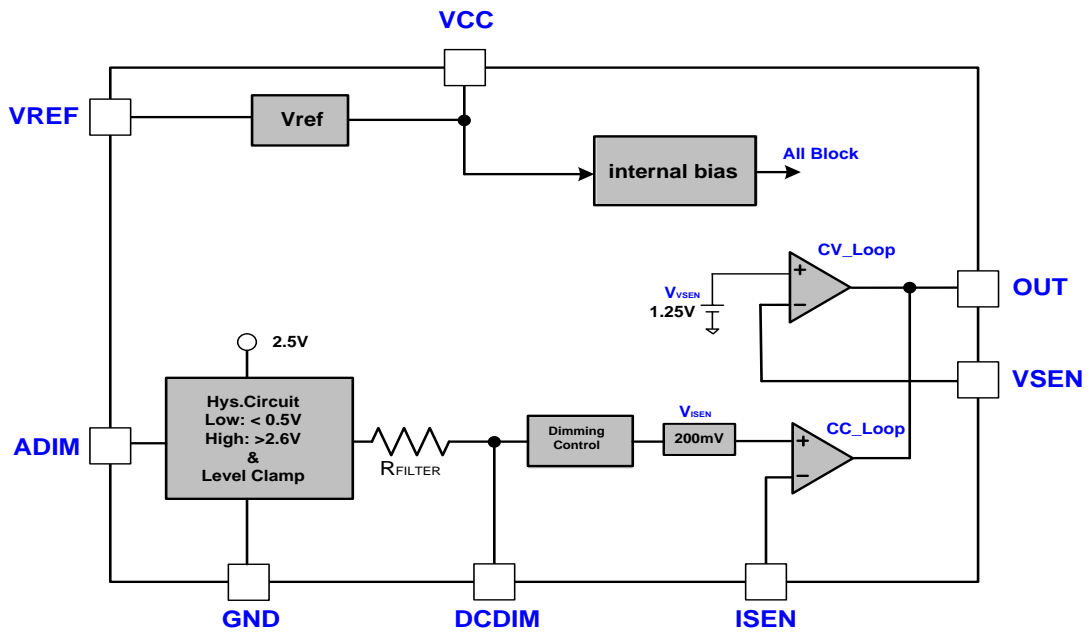 VCC
VREF
Vref
All Block
internal bias
CV_Loop
+
−
OUT
VVSEN
1.25V
VSEN
2.5V
Hys.Circuit
Low: < 0.5V
High: >2.6V
&
Level Clamp
ADIM
RFILTER
Dimming
Control
VISEN
200mV
CC_Loop
+
−
GND
DCDIM
ISEN